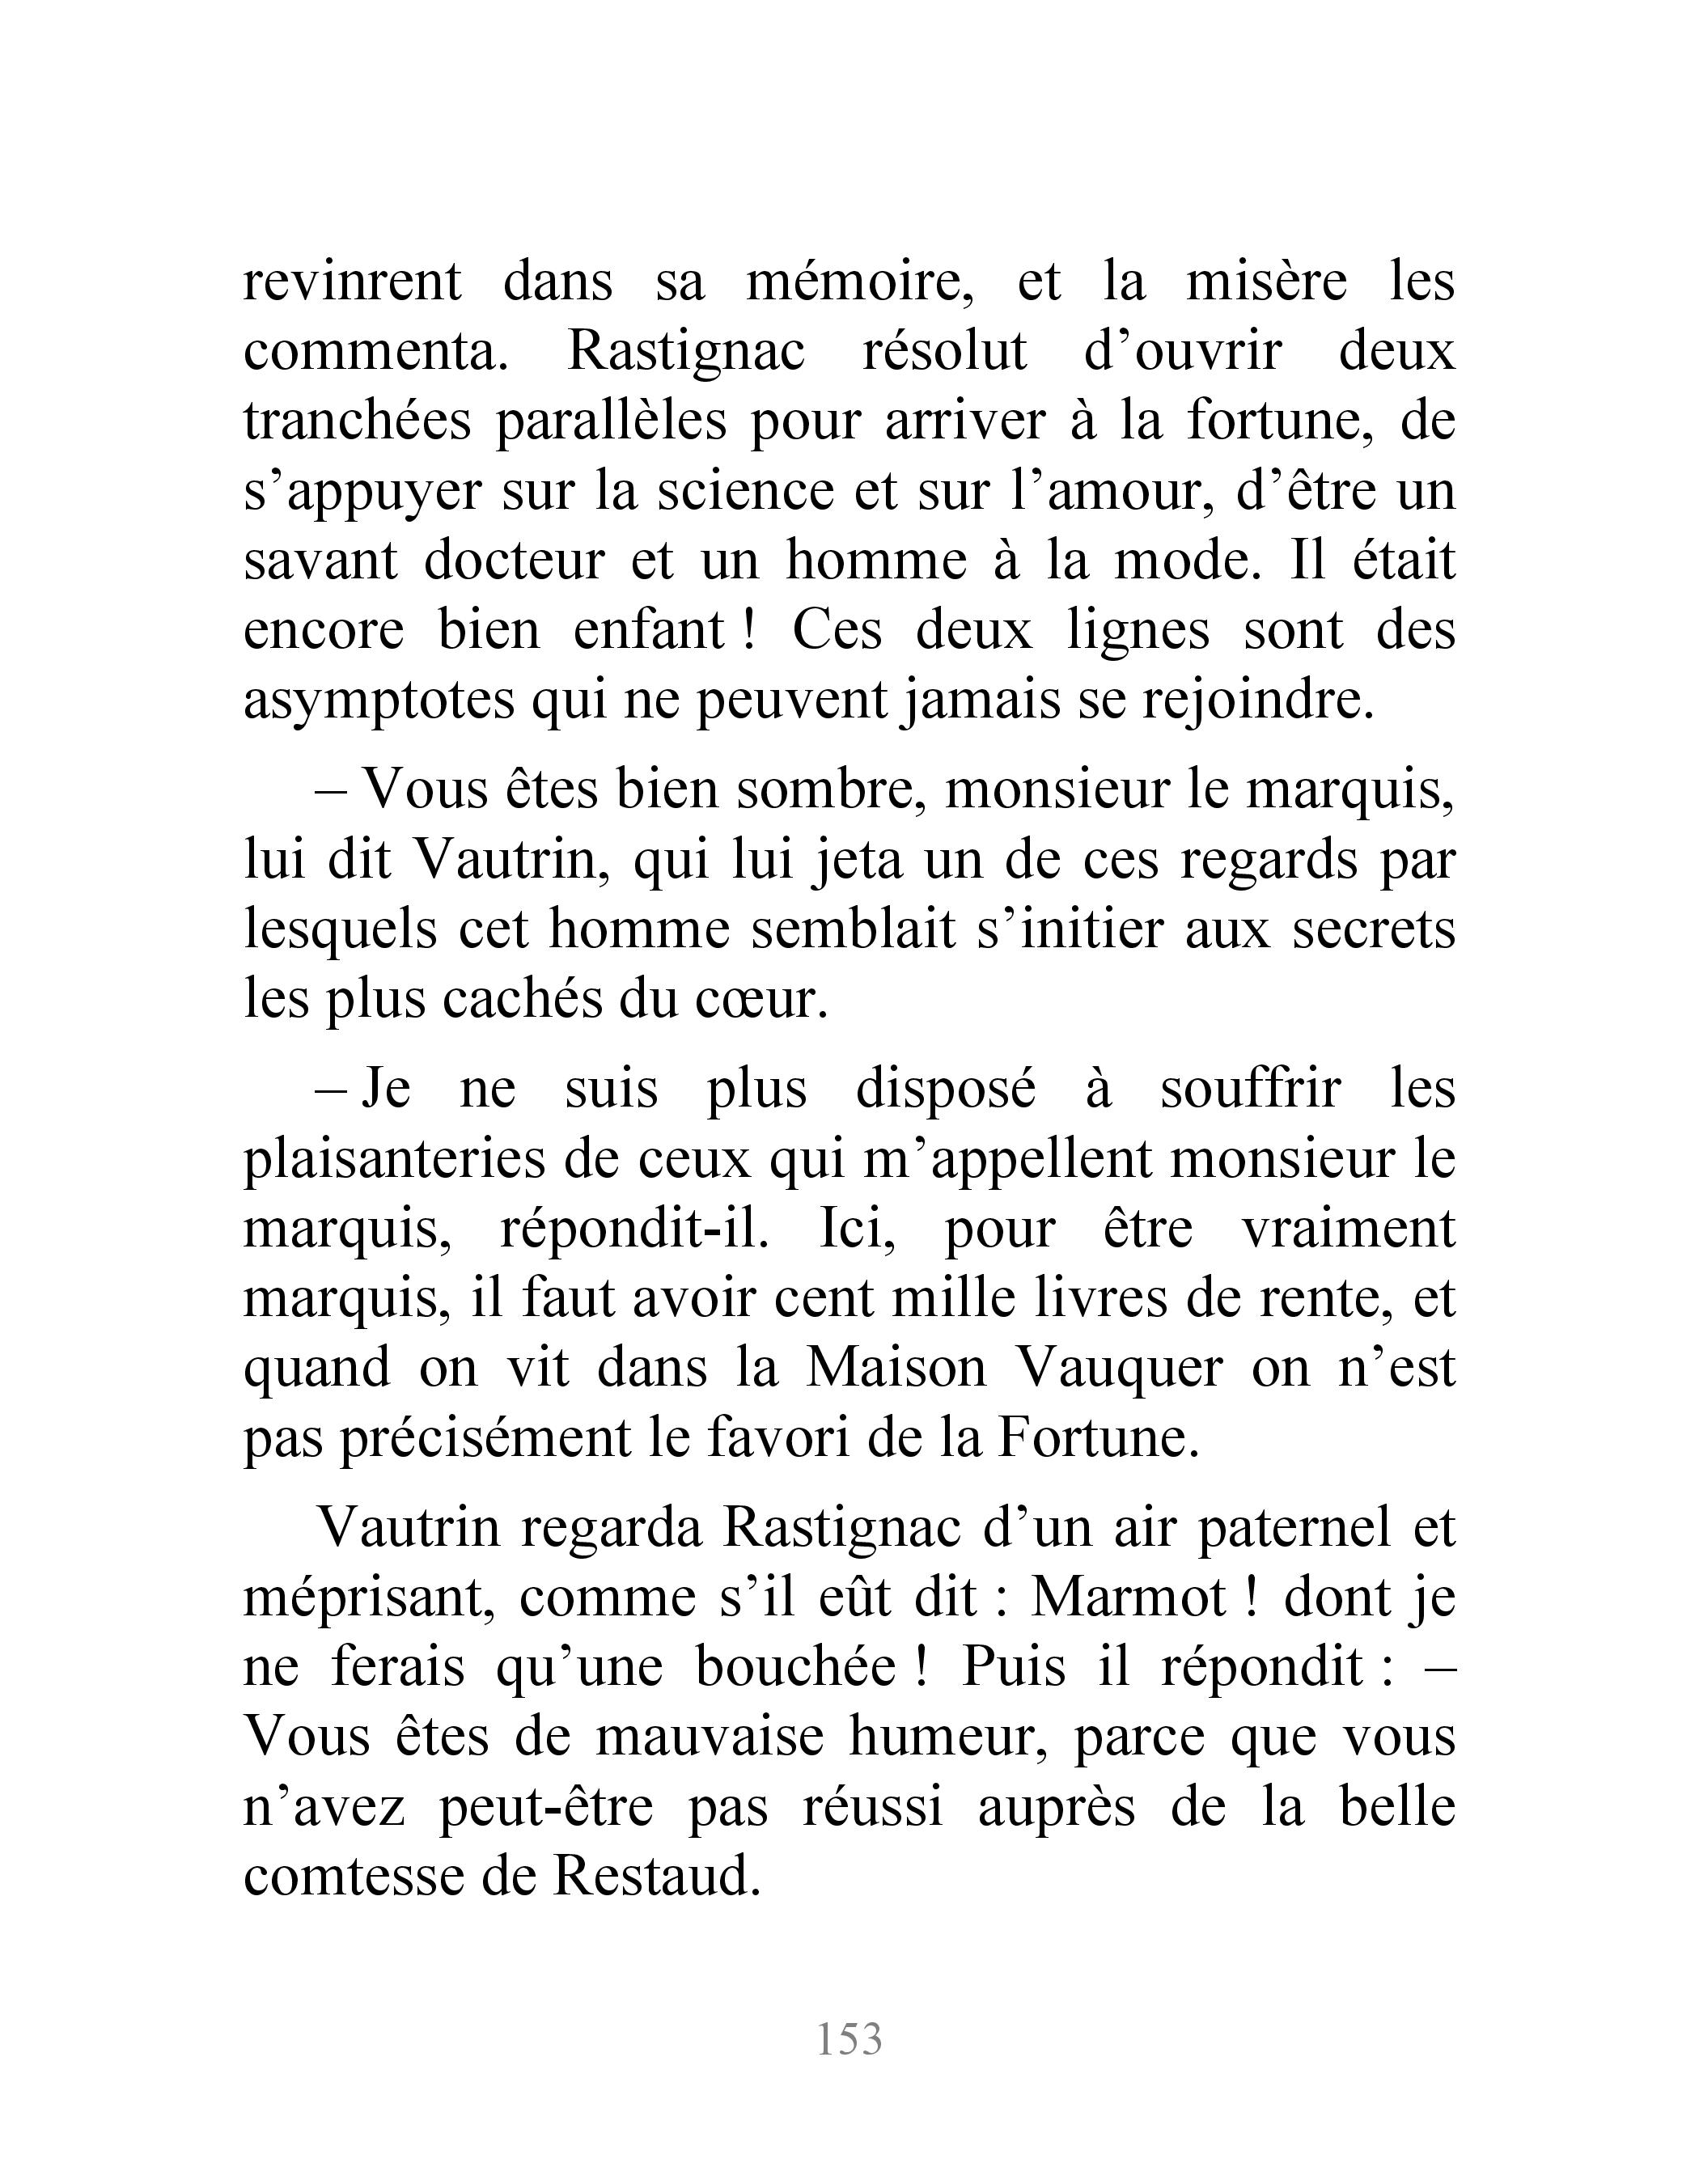 revinrent dans sa mémoire, et la misère les
commenta. Rastignac résolut d’ouvrir deux
tranchées parallèles pour arriver à la fortune, de
s’appuyer sur la science et sur l’amour, d’être un
savant docteur et un homme à la mode. Il était
encore bien enfant ! Ces deux lignes sont des
asymptotes qui ne peuvent jamais se rejoindre.
– Vous êtes bien sombre, monsieur le marquis,
lui dit Vautrin, qui lui jeta un de ces regards par
lesquels cet homme semblait s’initier aux secrets
les plus cachés du cœur.
– Je ne suis plus disposé à souffrir les
plaisanteries de ceux qui m’appellent monsieur le
marquis, répondit-il. Ici, pour être vraiment
marquis, il faut avoir cent mille livres de rente, et
quand on vit dans la Maison Vauquer on n’est
pas précisément le favori de la Fortune.
Vautrin regarda Rastignac d’un air paternel et
méprisant, comme s’il eût dit : Marmot ! dont je
ne ferais qu’une bouchée ! Puis il répondit : –
Vous êtes de mauvaise humeur, parce que vous
n’avez peut-être pas réussi auprès de la belle
comtesse de Restaud.
153